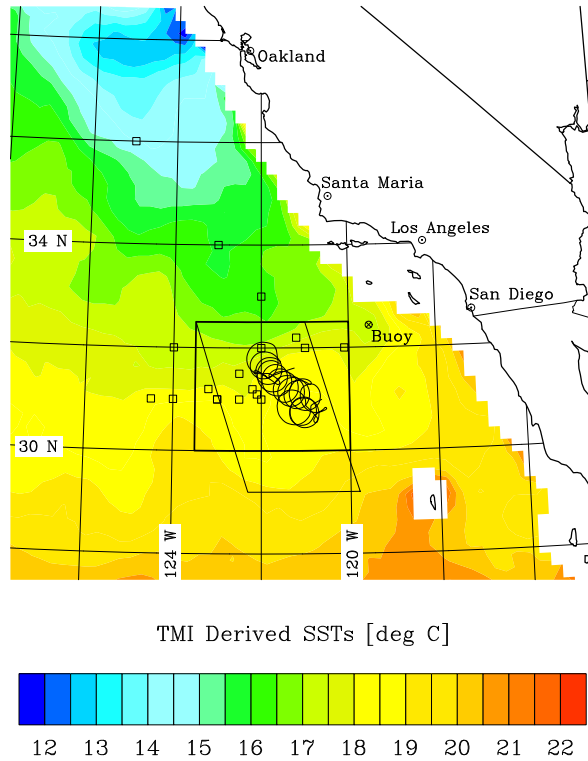 Oakland
Santa Maria
34 N
Los Angeles
San Diego
Buoy
30 N
124 W
120 W
TMI Derived SSTs [deg C]
12 13 14 15 16 17 18 19 20 21 22